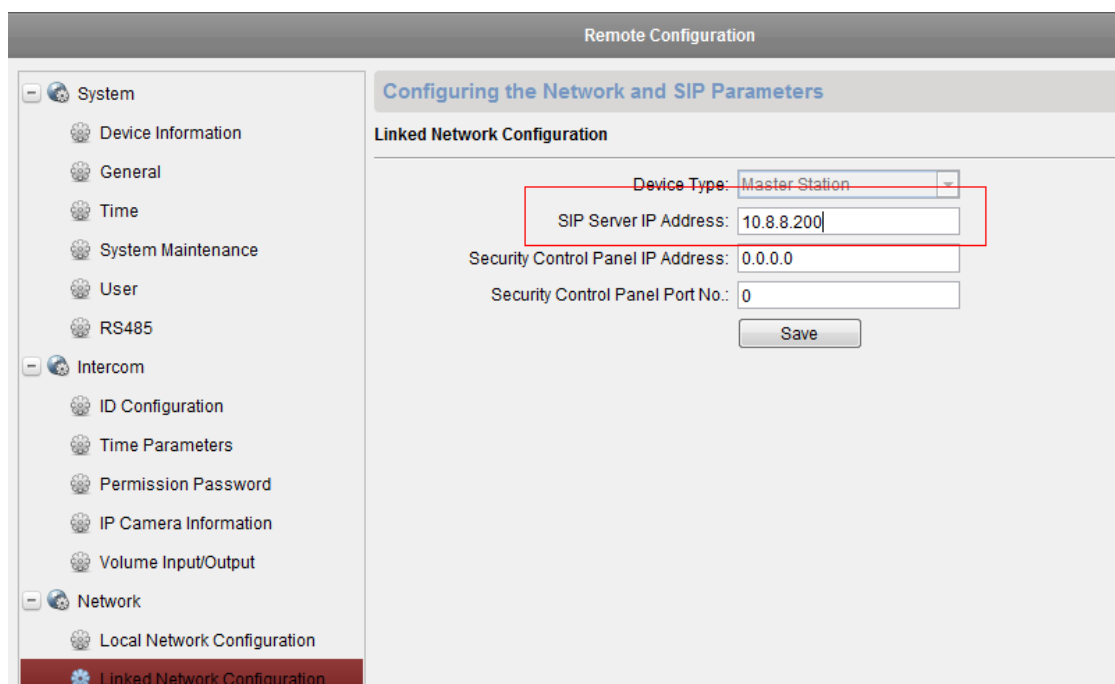 Remote Configuration
System
Device Information
General
Time
System Maintenance
User
RS485
Intercom
ID Configuration
Time Parameters
Permission Password
IP Camera Information
Volume Input/Output
Network
Local Network Configuration
Linked Network Configuration
Configuring the Network and SIP Parameters
Linked Network Configuration
Device Type: Master Station
SIP Server IP Address: 10.8.8.200
Security Control Panel IP Address: 0.0.0.0
Security Control Panel Port No.: 0
Save